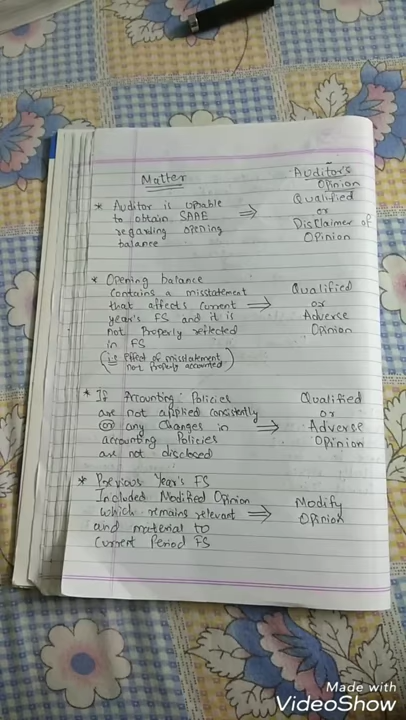 Matter
Auditor's
Opinion
* Auditor is unable
to obtain SAAE
regarding opening
balance
⇒
Qualified
or
Disclaimer of
Opinion
* Opening balance
contains a misstatement
that affects current
year's FS and it is
not Properly reflected
in FS
(i.e effect of misstatement
not Properly accounted)
⇒
Qualified
or
Adverse
Opinion
* If Accounting Policies
are not applied consistently
or any Changes in
accounting Policies
are not disclosed
⇒
Qualified
or
Adverse
Opinion
* Previous Year's FS
Included Modified Opinion
which remains relevant
and material to
Current Period FS
⇒
Modify
Opinion
Made with
VideoShow